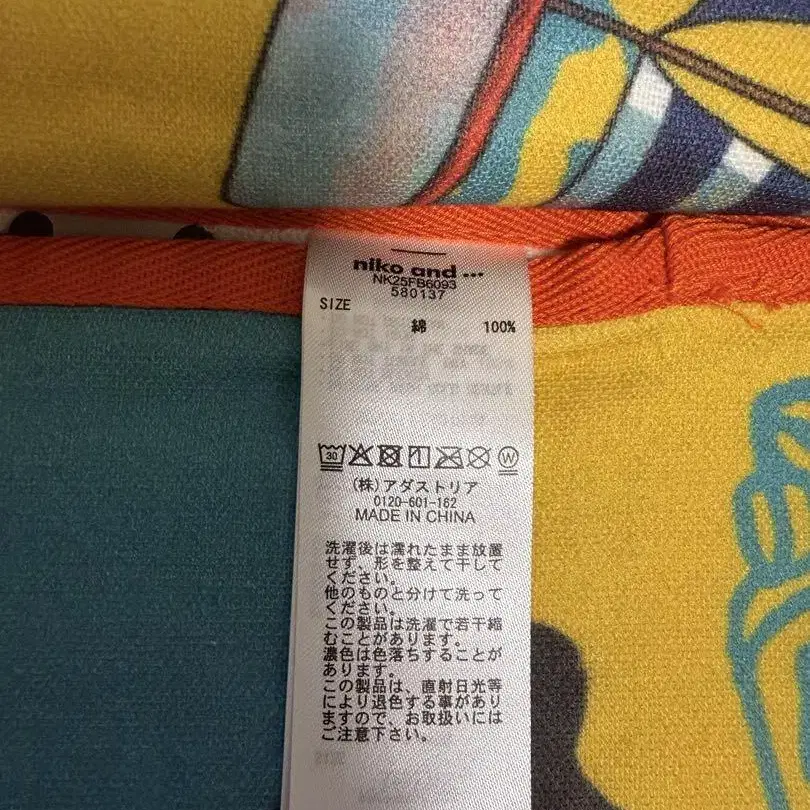 niko and ...
NK25FB6093
580137
SIZE
綿 100%
30
W
(株)アダストリア
0120-601-162
MADE IN CHINA
洗濯後は濡れたまま放置
せず、形を整えて干して
ください。
他のものと分けて洗って
ください。
この製品は洗濯で若干縮
むことがあります。
濃色は色落ちすることが
あります。
この製品は、直射日光等
により退色する事があり
ますので、お取扱いには
ご注意下さい。